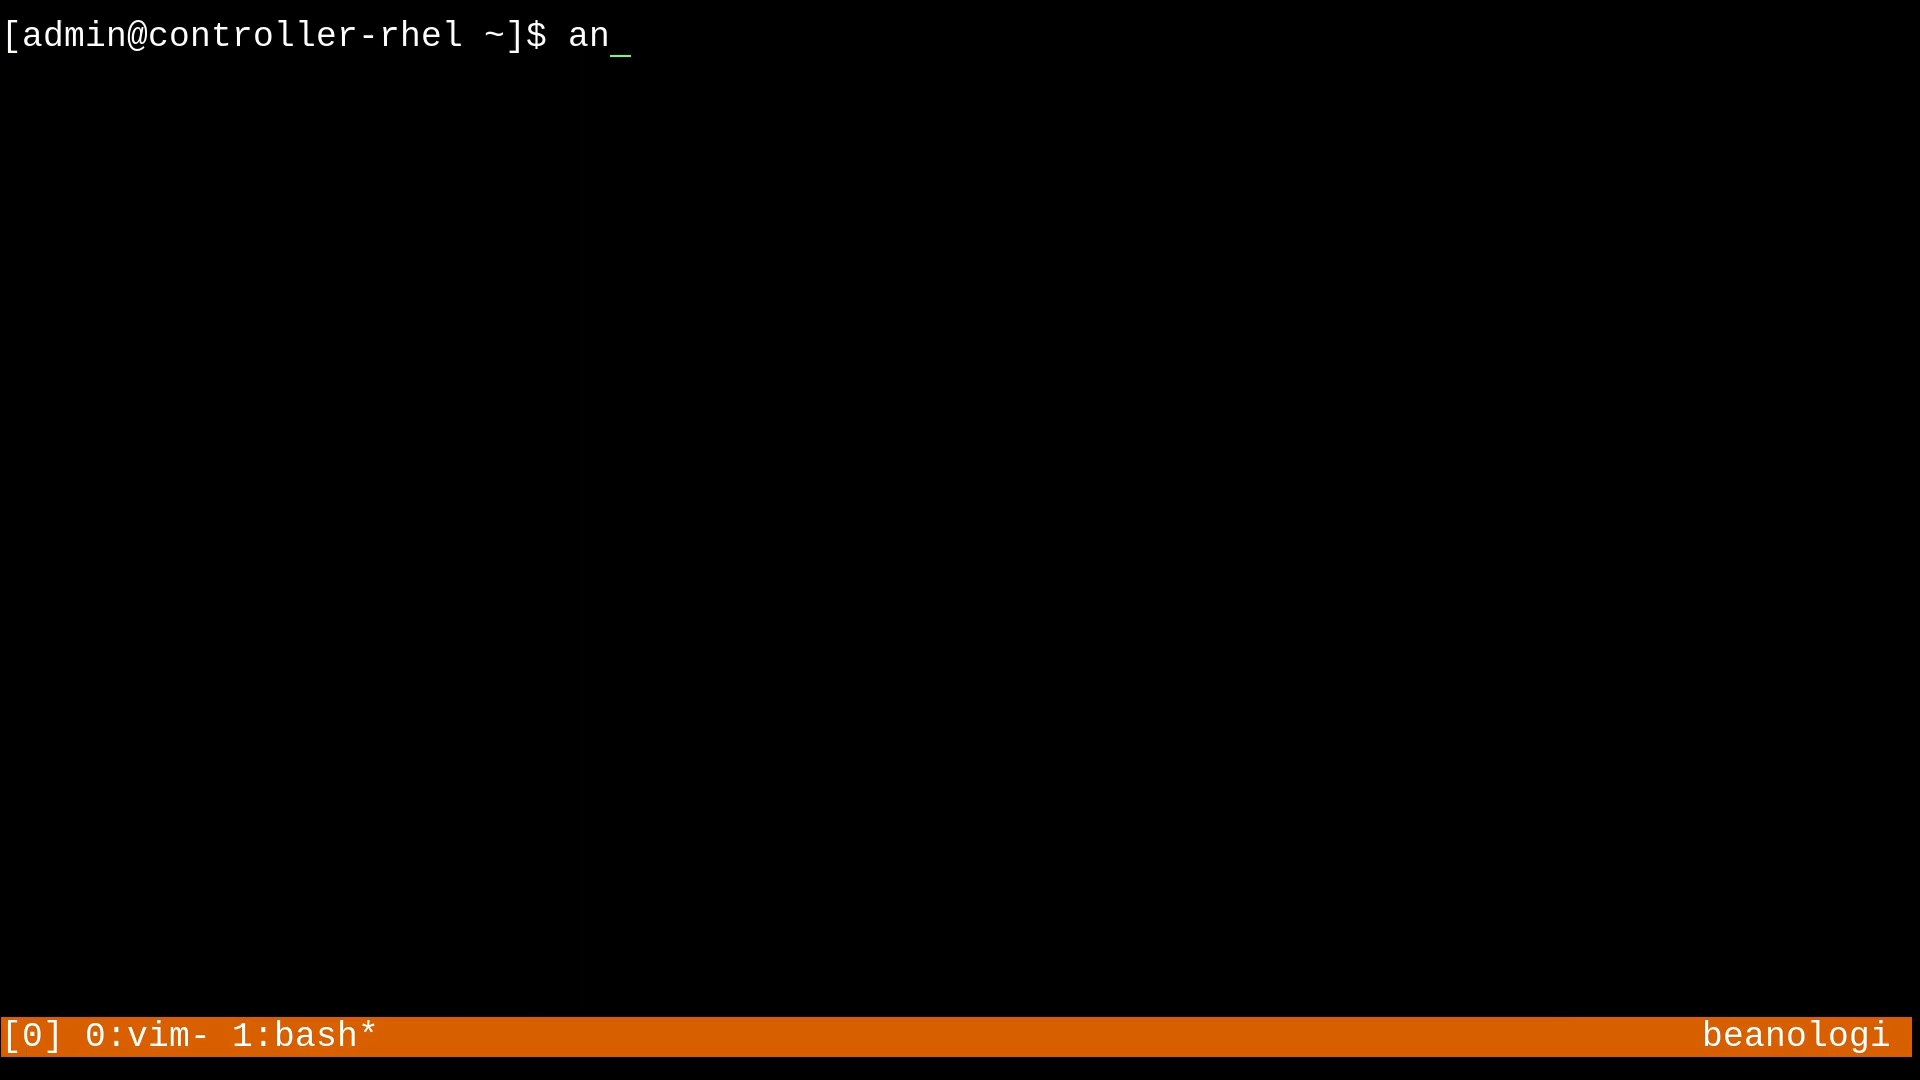 [admin@controller-rhel ~]$ an_
[0] 0:vim- 1:bash* beanologi